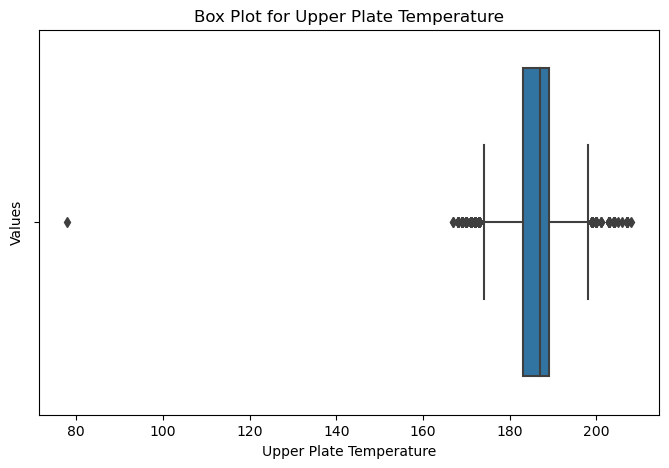 Box Plot for Upper Plate Temperature
Values
80 100 120 140 160 180 200
Upper Plate Temperature